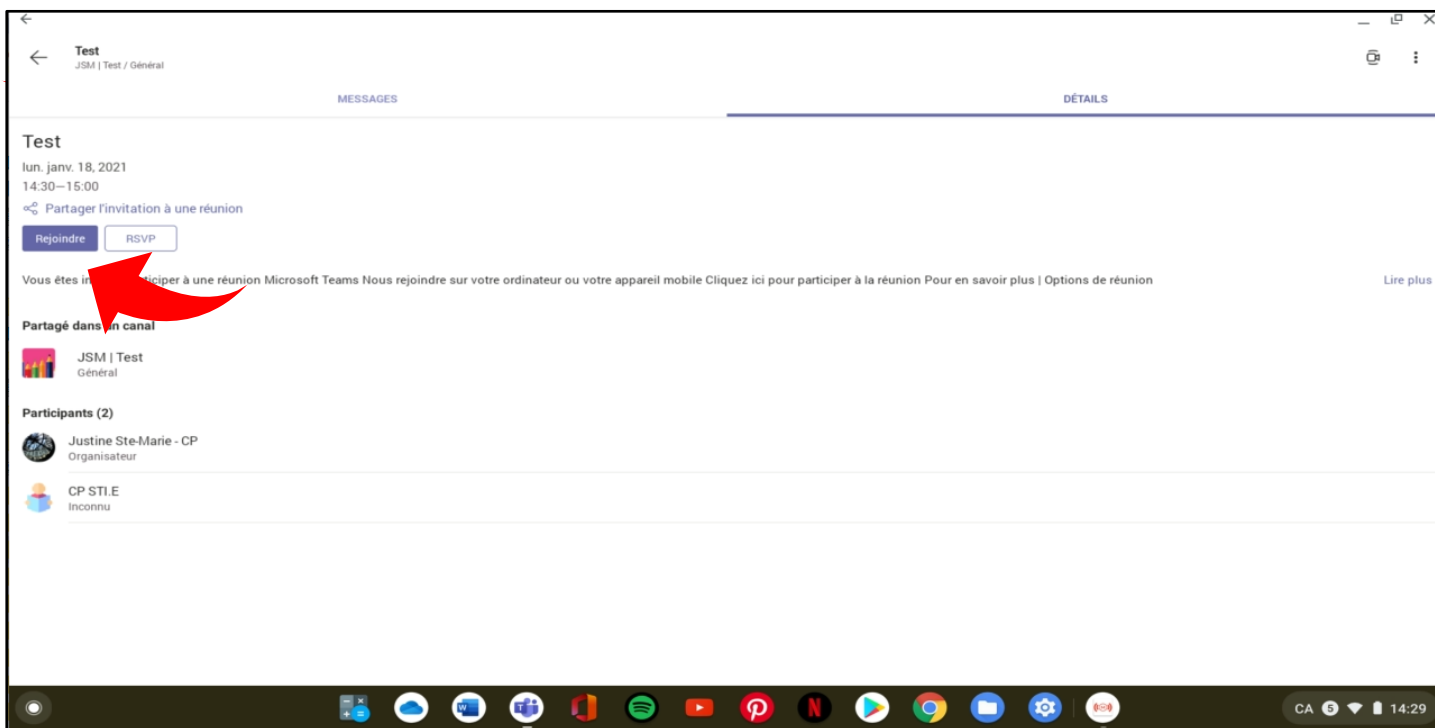 Test
JSM | Test / Général
MESSAGES
DÉTAILS
Test
lun. janv. 18, 2021
14:30—15:00
Partager l'invitation à une réunion
Rejoindre
RSVP
Vous êtes in ticiper à une réunion Microsoft Teams Nous rejoindre sur votre ordinateur ou votre appareil mobile Cliquez ici pour participer à la réunion Pour en savoir plus | Options de réunion
Lire plus
Partagé dans un canal
JSM | Test
Général
Participants (2)
Justine Ste-Marie - CP
Organisateur
CP STI.E
Inconnu
CA 5 14:29